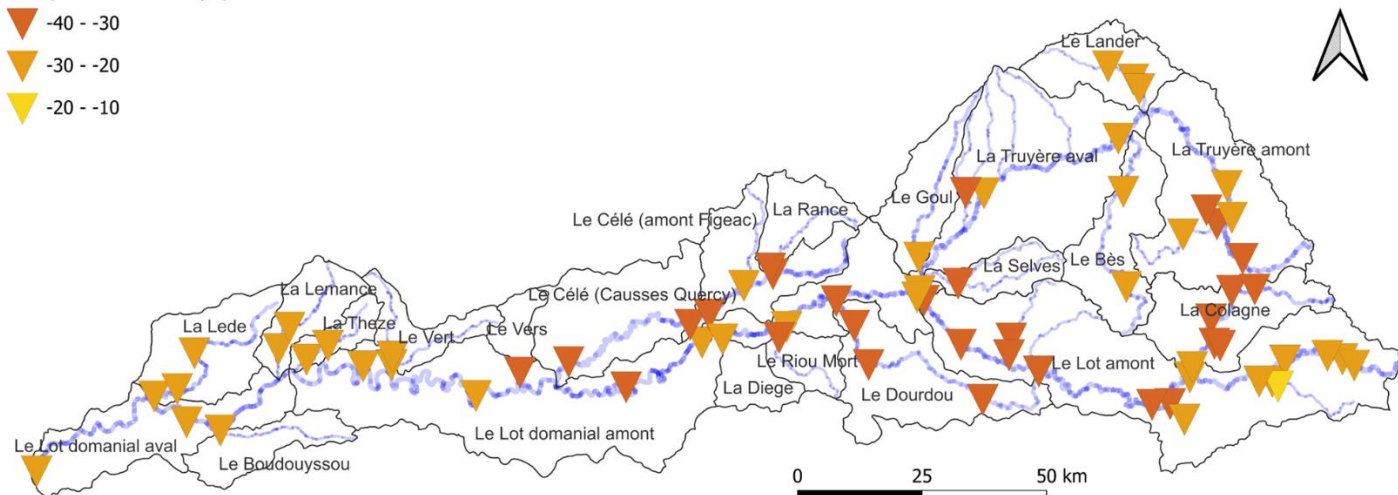 -40 - -30
-30 - -20
-20 - -10
Le Lander
La Truyère aval
La Truyère amont
Le Goul
La Rance
Le Célé (amont Figeac)
La Selves
Le Bès
La Lemance
Le Célé (Causses Quercy)
La Colagne
La Lede
La Theze
Le Vert
Le Vers
Le Riou Mort
Le Lot amont
La Diege
Le Dourdou
Le Lot domanial aval
Le Boudouyssou
Le Lot domanial amont
0 25 50 km